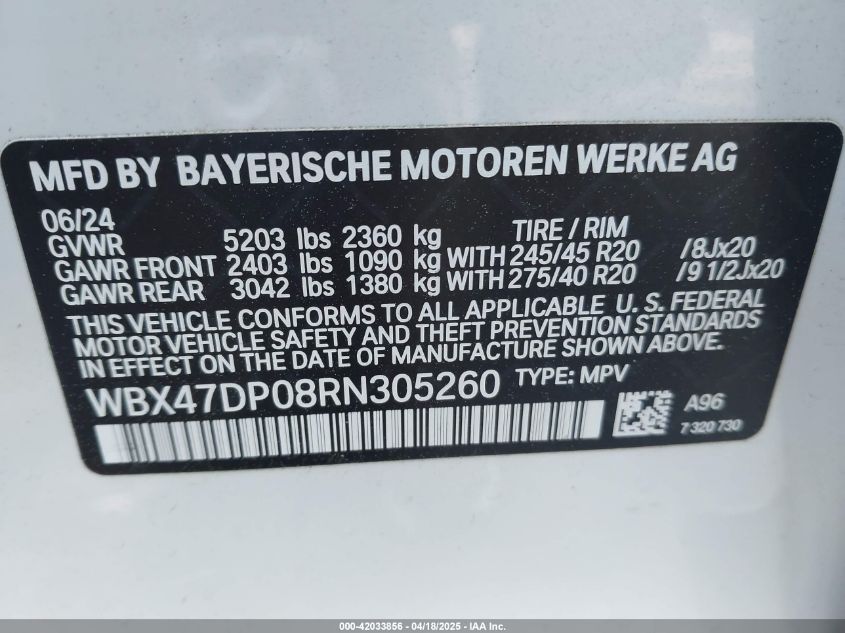 MFD BY BAYERISCHE MOTOREN WERKE AG
06/24 TIRE / RIM
GVWR 5203 lbs 2360 kg
GAWR FRONT 2403 lbs 1090 kg WITH 245/45 R20 /8Jx20
GAWR REAR 3042 lbs 1380 kg WITH 275/40 R20 /9 1/2Jx20
THIS VEHICLE CONFORMS TO ALL APPLICABLE U. S. FEDERAL
MOTOR VEHICLE SAFETY AND THEFT PREVENTION STANDARDS
IN EFFECT ON THE DATE OF MANUFACTURE SHOWN ABOVE.
WBX47DP08RN305260 TYPE: MPV
A96
7 320 730
000-42033856 - 04/18/2025 - IAA Inc.